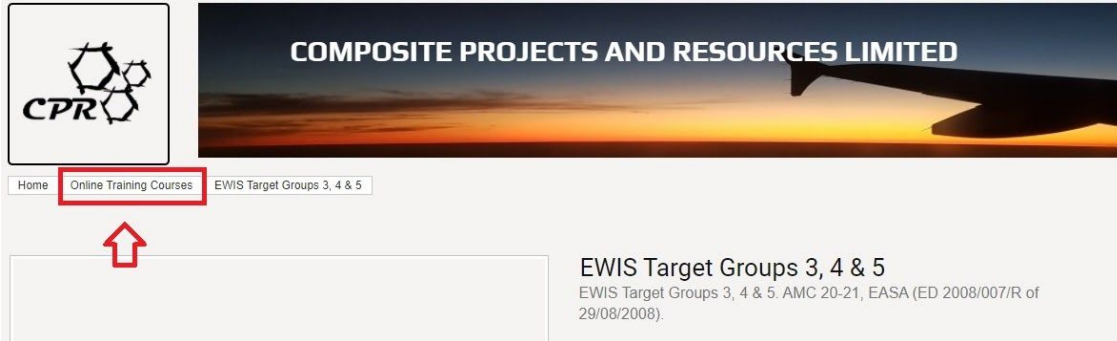 COMPOSITE PROJECTS AND RESOURCES LIMITED
CPR
Home Online Training Courses EWIS Target Groups 3, 4 & 5
EWIS Target Groups 3, 4 & 5
EWIS Target Groups 3, 4 & 5. AMC 20-21, EASA (ED 2008/007/R of
29/08/2008).